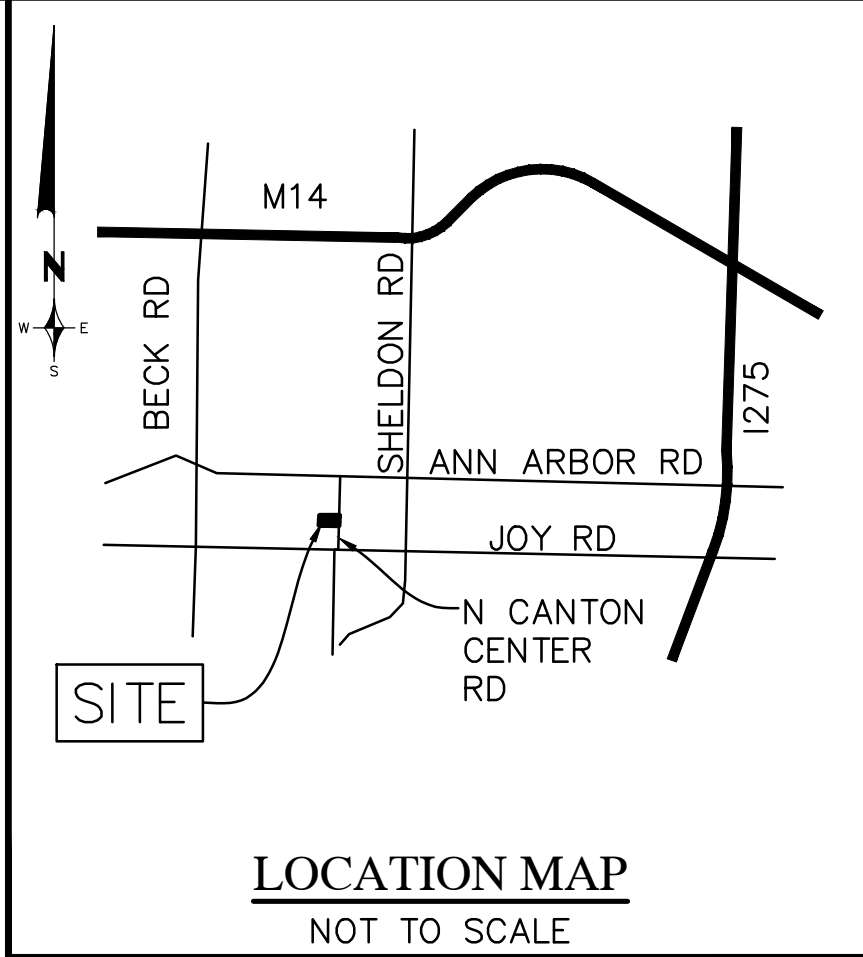 M14
N
W E
S
BECK RD
SHELDON RD
I275
ANN ARBOR RD
JOY RD
N CANTON
CENTER
RD
SITE
LOCATION MAP
NOT TO SCALE